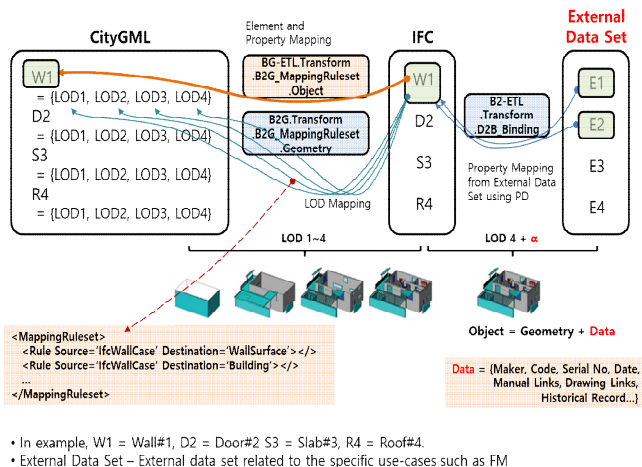 CityGML
Element and
Property Mapping
IFC
External
Data Set
W1
= {LOD1, LOD2, LOD3, LOD4}
D2
= {LOD1, LOD2, LOD3, LOD4}
S3
= {LOD1, LOD2, LOD3, LOD4}
R4
= {LOD1, LOD2, LOD3, LOD4}
BG-ETL.Transform
.B2G_MappingRuleset
.Object
B2G.Transform
.B2G_MappingRuleset
.Geometry
LOD Mapping
W1
D2
S3
R4
B2-ETL
.Transform
.D2B_Binding
Property Mapping
from External Data
Set using PD
E1
E2
E3
E4
LOD 1~4
LOD 4 + α
<MappingRuleset>
<Rule Source='IfcWallCase' Destination='WallSurface'></>
<Rule Source='IfcWallCase' Destination='Building'></>
...
</MappingRuleset>
Object = Geometry + Data
Data = {Maker, Code, Serial No, Date,
Manual Links, Drawing Links,
Historical Record...}
• In example, W1 = Wall#1, D2 = Door#2 S3 = Slab#3, R4 = Roof#4.
• External Data Set – External data set related to the specific use-cases such as FM